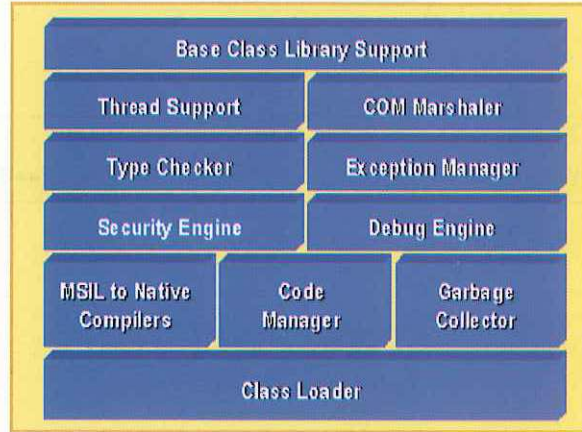 Base Class Library Support
Thread Support
COM Marshaler
Type Checker
Exception Manager
Security Engine
Debug Engine
MSIL to Native
Compilers
Code
Manager
Garbage
Collector
Class Loader